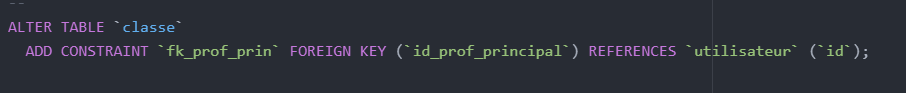 --
ALTER TABLE `classe`
ADD CONSTRAINT `fk_prof_prin` FOREIGN KEY (`id_prof_principal`) REFERENCES `utilisateur` (`id`);